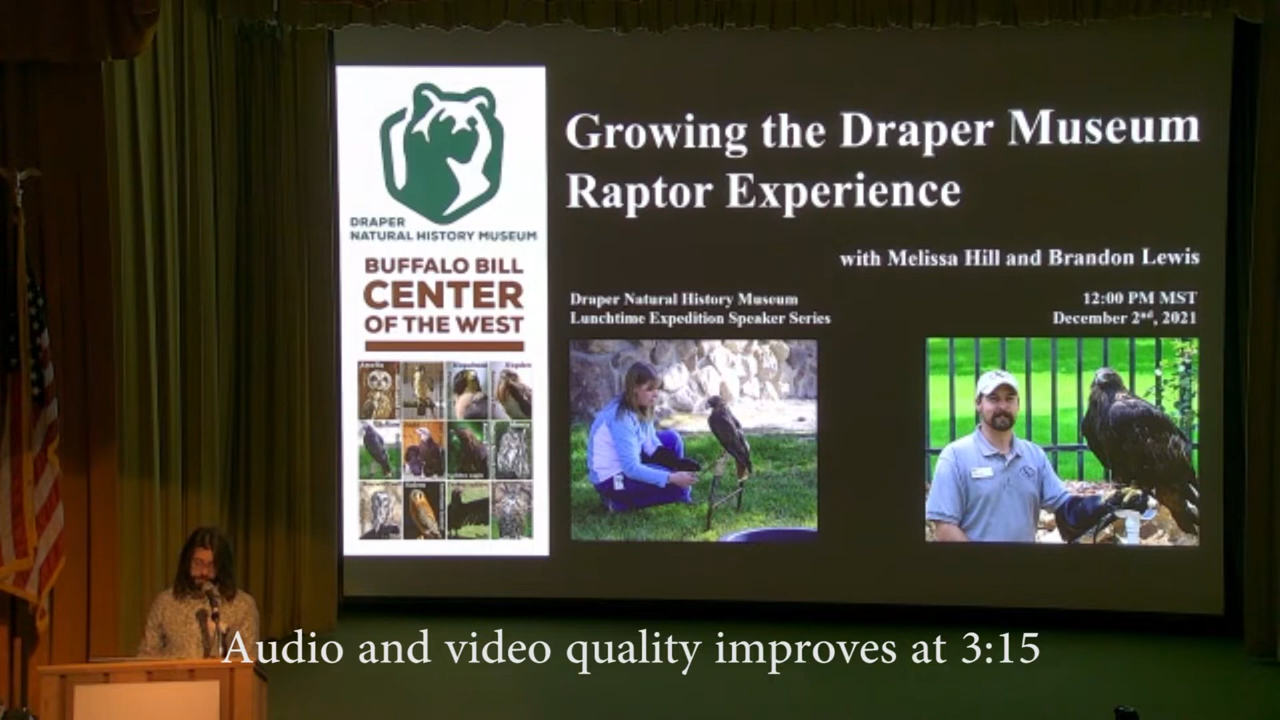 DRAPER
NATURAL HISTORY MUSEUM
BUFFALO BILL
CENTER
OF THE WEST
Growing the Draper Museum
Raptor Experience
with Melissa Hill and Brandon Lewis
Draper Natural History Museum
Lunchtime Expedition Speaker Series
12:00 PM MST
December 2nd, 2021
Audio and video quality improves at 3:15